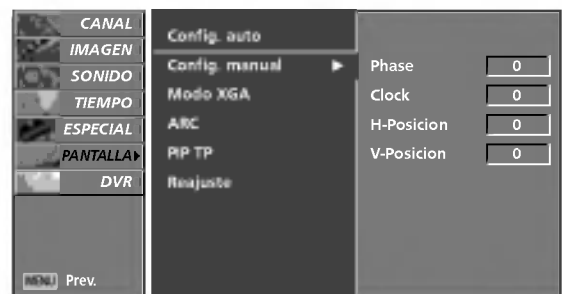 CANAL
IMAGEN
SONIDO
TIEMPO
ESPECIAL
PANTALLA
DVR
MENU Prev.
Config. auto
Config. manual
Modo XGA
ARC
PIP TP
Reajuste
Phase 0
Clock 0
H-Posicion 0
V-Posicion 0